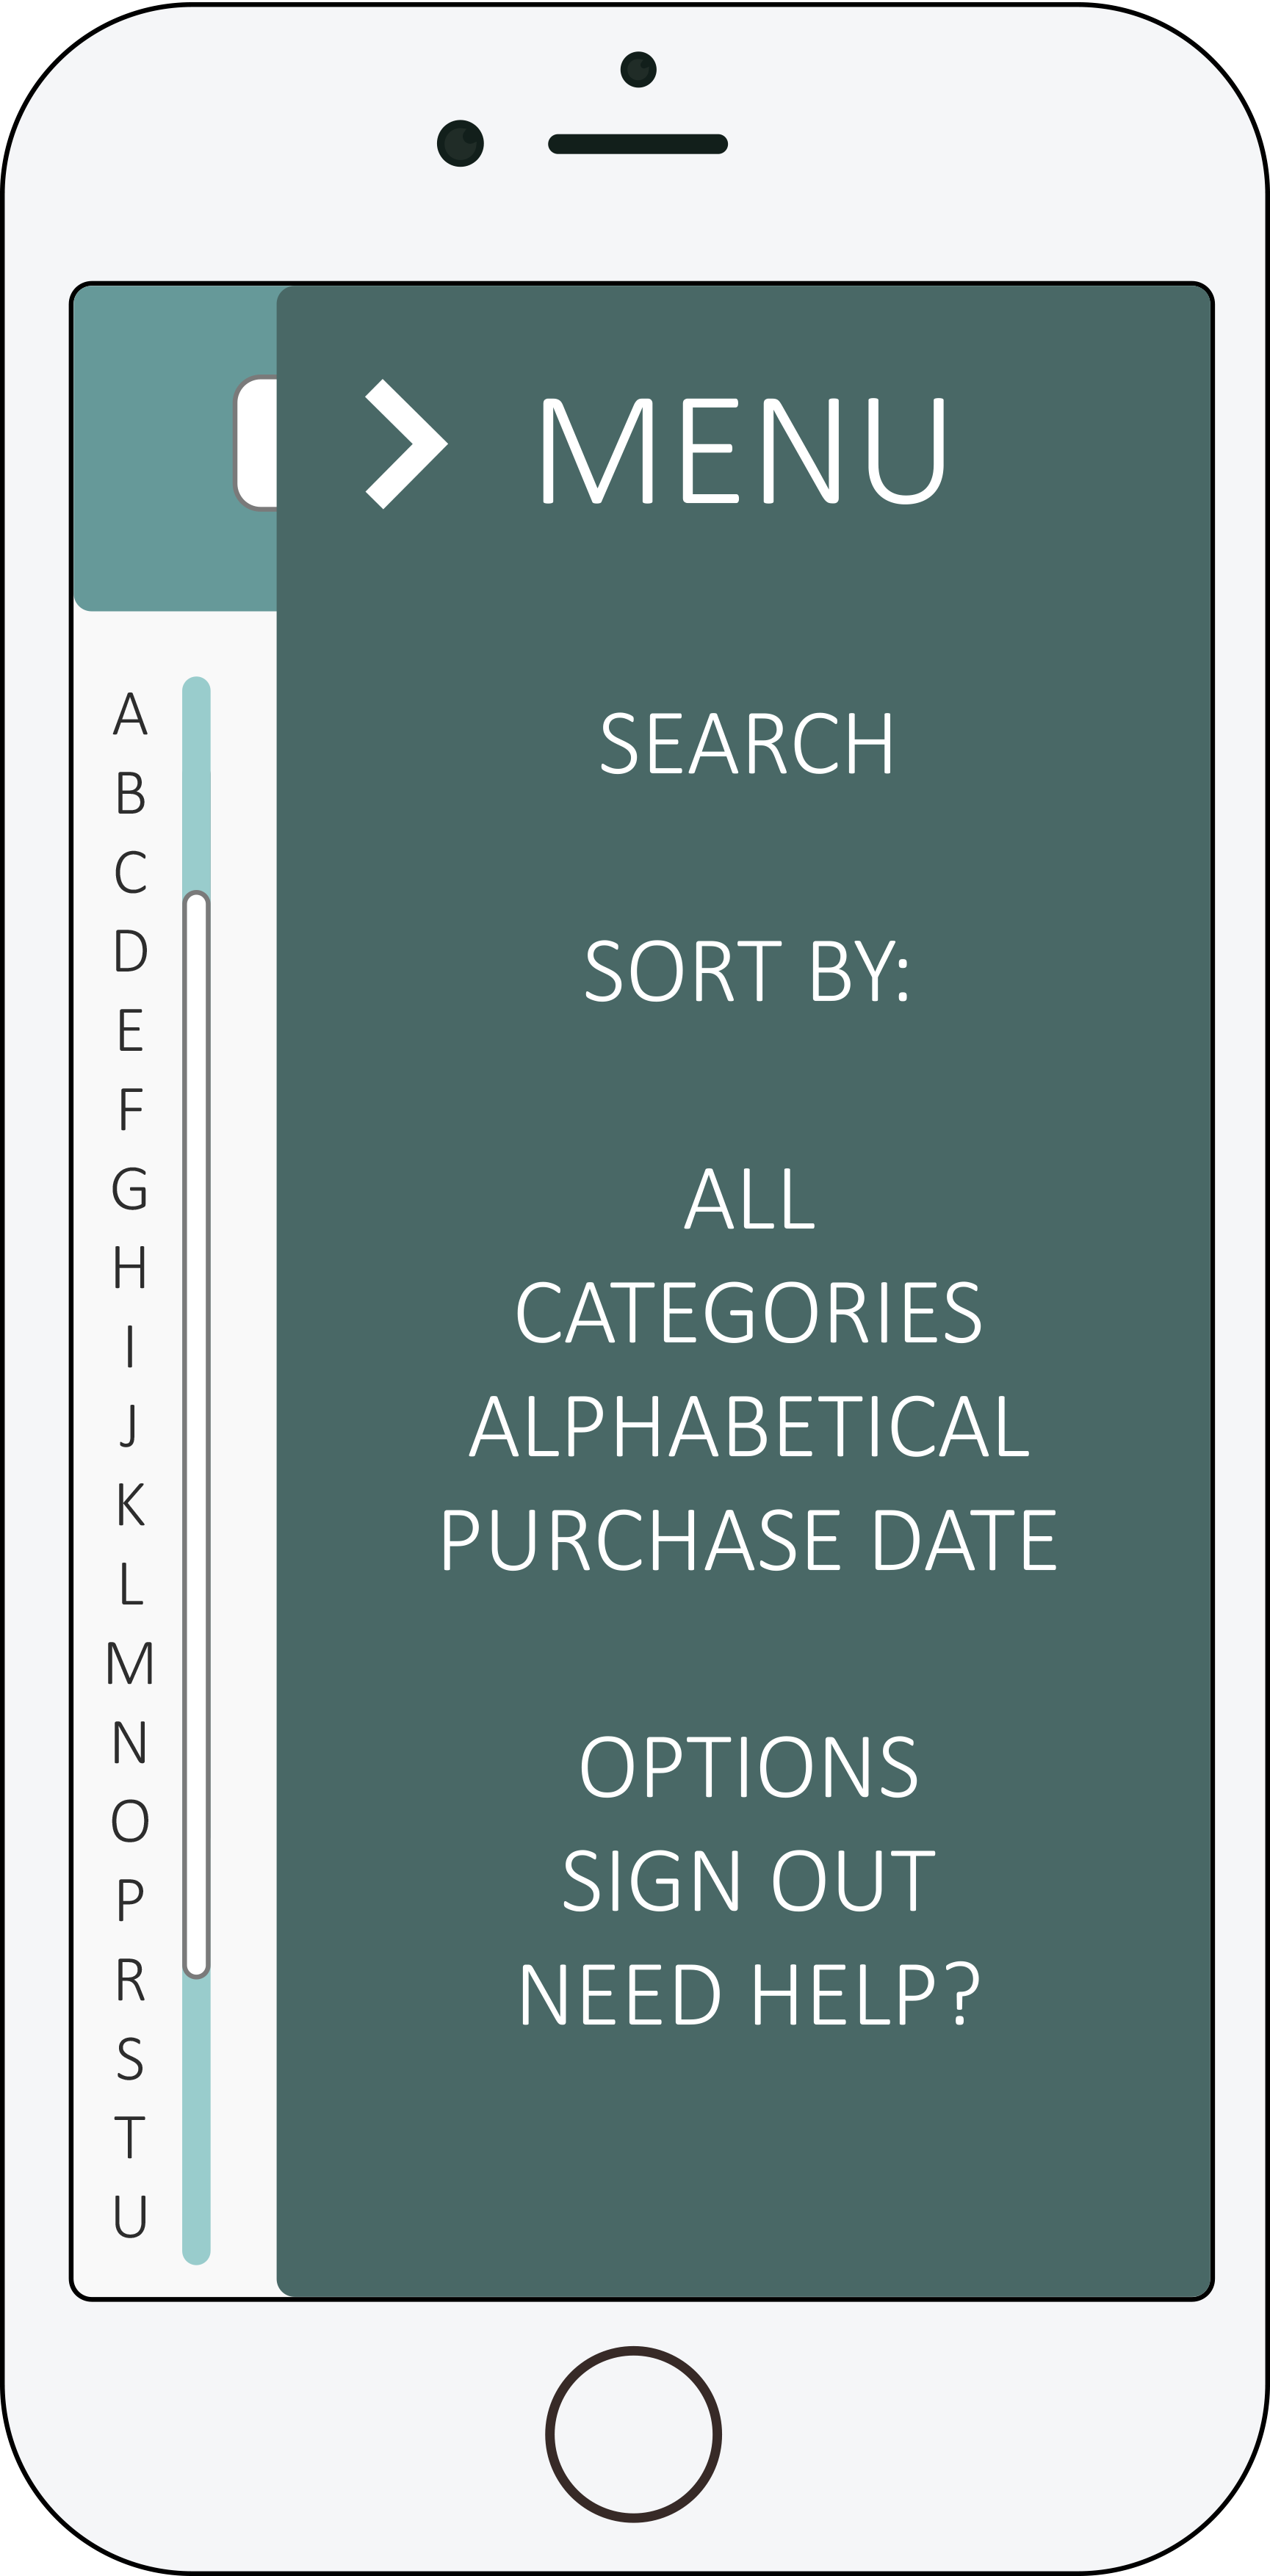 MENU
A
B
C
D
E
F
G
H
I
J
K
L
M
N
O
P
R
S
T
U
SEARCH
SORT BY:
ALL
CATEGORIES
ALPHABETICAL
PURCHASE DATE
OPTIONS
SIGN OUT
NEED HELP?